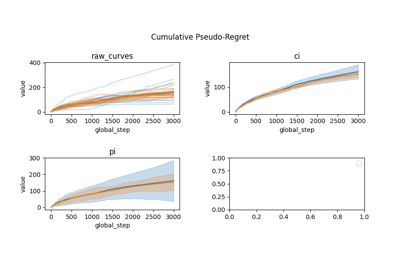 Cumulative Pseudo-Regret
raw_curves
400
200
0
value
0 500 1000 1500 2000 2500 3000
global_step
ci
100
0
value
0 500 1000 1500 2000 2500 3000
global_step
pi
300
200
100
0
value
0 500 1000 1500 2000 2500 3000
global_step
1.00
0.75
0.50
0.25
0.00
0.0 0.2 0.4 0.6 0.8 1.0